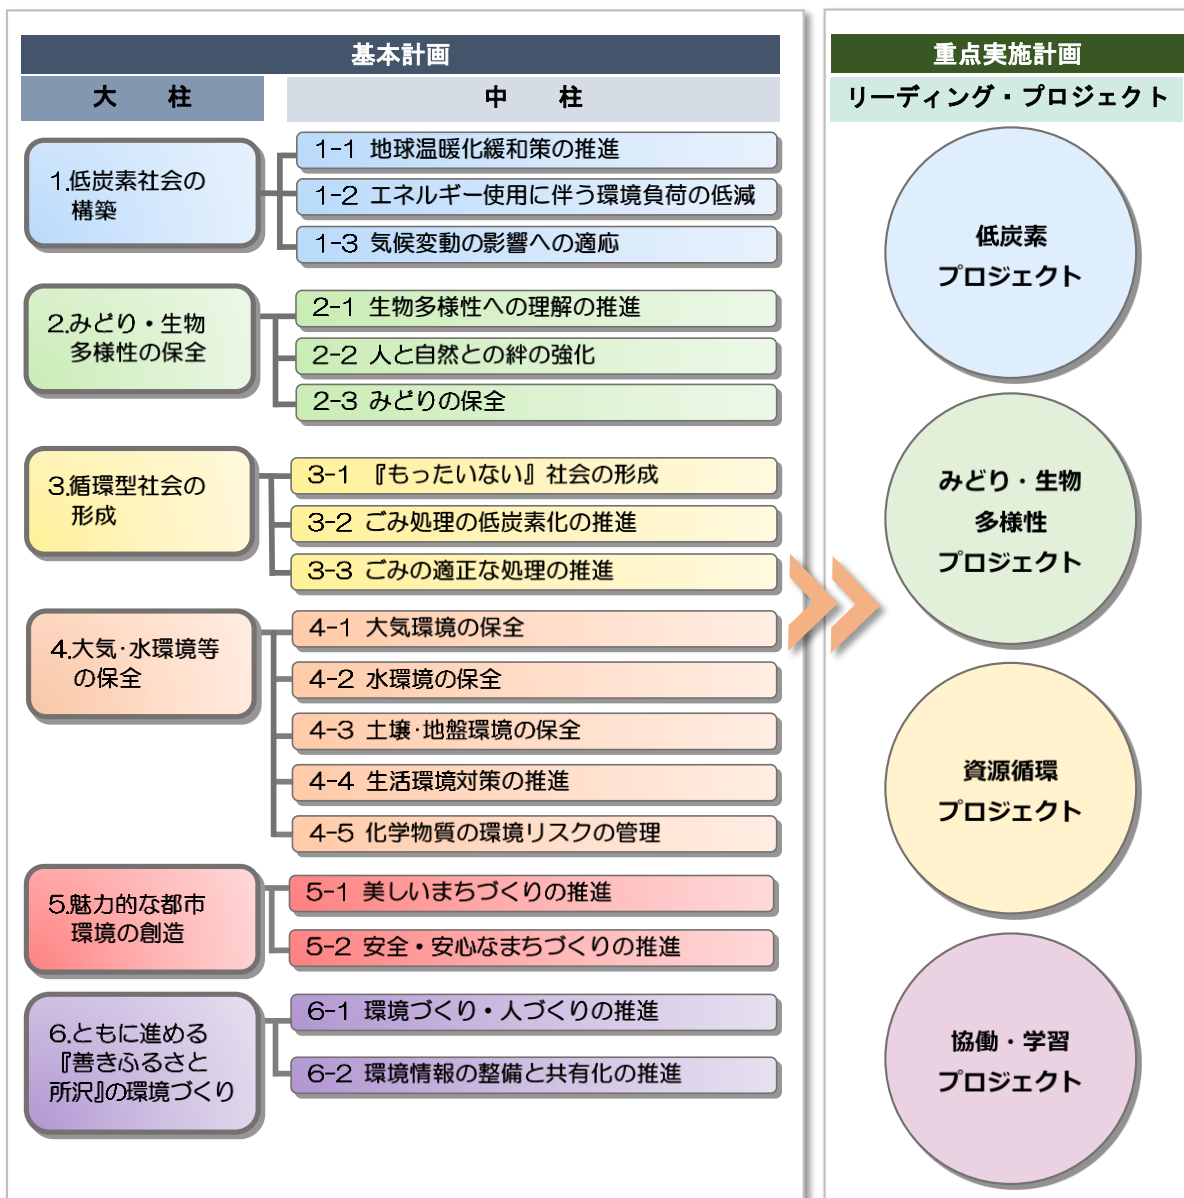 基本計画
大　柱
中　柱
1.低炭素社会の
構築
1-1 地球温暖化緩和策の推進
1-2 エネルギー使用に伴う環境負荷の低減
1-3 気候変動の影響への適応
2.みどり・生物
多様性の保全
2-1 生物多様性への理解の推進
2-2 人と自然との絆の強化
2-3 みどりの保全
3.循環型社会の
形成
3-1 『もったいない』社会の形成
3-2 ごみ処理の低炭素化の推進
3-3 ごみの適正な処理の推進
4.大気・水環境等
の保全
4-1 大気環境の保全
4-2 水環境の保全
4-3 土壌・地盤環境の保全
4-4 生活環境対策の推進
4-5 化学物質の環境リスクの管理
5.魅力的な都市
環境の創造
5-1 美しいまちづくりの推進
5-2 安全・安心なまちづくりの推進
6.ともに進める
『善きふるさと
所沢』の環境づくり
6-1 環境づくり・人づくりの推進
6-2 環境情報の整備と共有化の推進
重点実施計画
リーディング・プロジェクト
低炭素
プロジェクト
みどり・生物
多様性
プロジェクト
資源循環
プロジェクト
協働・学習
プロジェクト